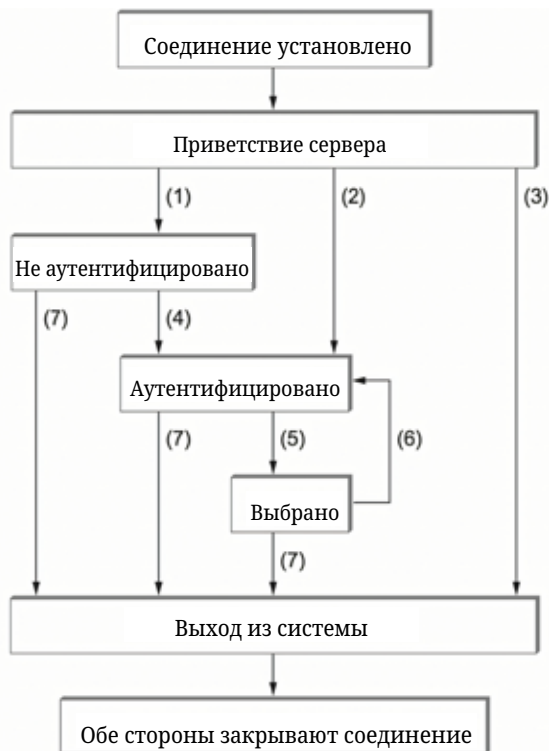 Соединение установлено
Приветствие сервера
(1)
(2)
(3)
Не аутентифицировано
(7)
(4)
Аутентифицировано
(7)
(5)
(6)
Выбрано
(7)
Выход из системы
Обе стороны закрывают соединение